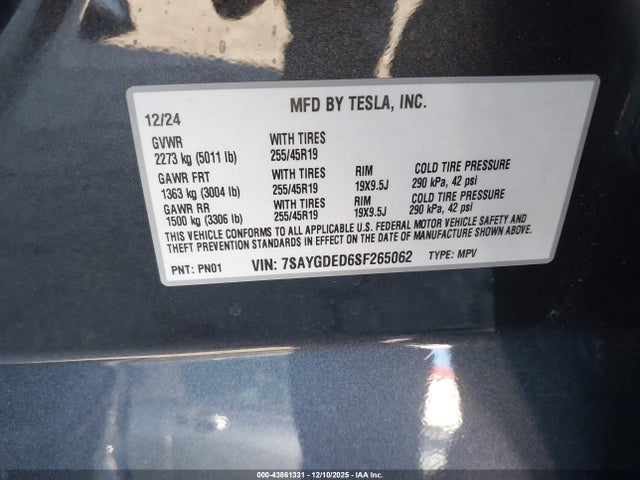 MFD BY TESLA, INC.
12/24
GVWR WITH TIRES
2273 kg (5011 lb) 255/45R19
GAWR FRT WITH TIRES RIM COLD TIRE PRESSURE
1363 kg (3004 lb) 255/45R19 19X9.5J 290 kPa, 42 psi
GAWR RR WITH TIRES RIM COLD TIRE PRESSURE
1500 kg (3306 lb) 255/45R19 19X9.5J 290 kPa, 42 psi
THIS VEHICLE CONFORMS TO ALL APPLICABLE U.S. FEDERAL MOTOR VEHICLE SAFETY AND
THEFT PREVENTION STANDARDS IN EFFECT ON THE DATE OF MANUFACTURE SHOWN ABOVE.
PNT: PN01 VIN: 7SAYGDED6SF265062 TYPE: MPV
000-43861331 — 12/10/2025 — IAA Inc.